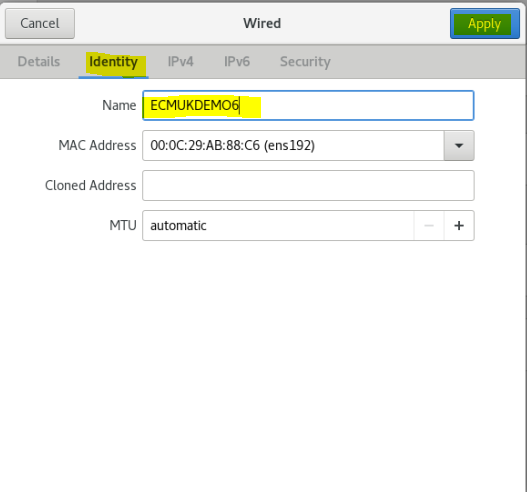 Cancel Wired Apply
Details Identity IPv4 IPv6 Security
Name ECMUKDEMO6
MAC Address 00:0C:29:AB:88:C6 (ens192)
Cloned Address
MTU automatic − +